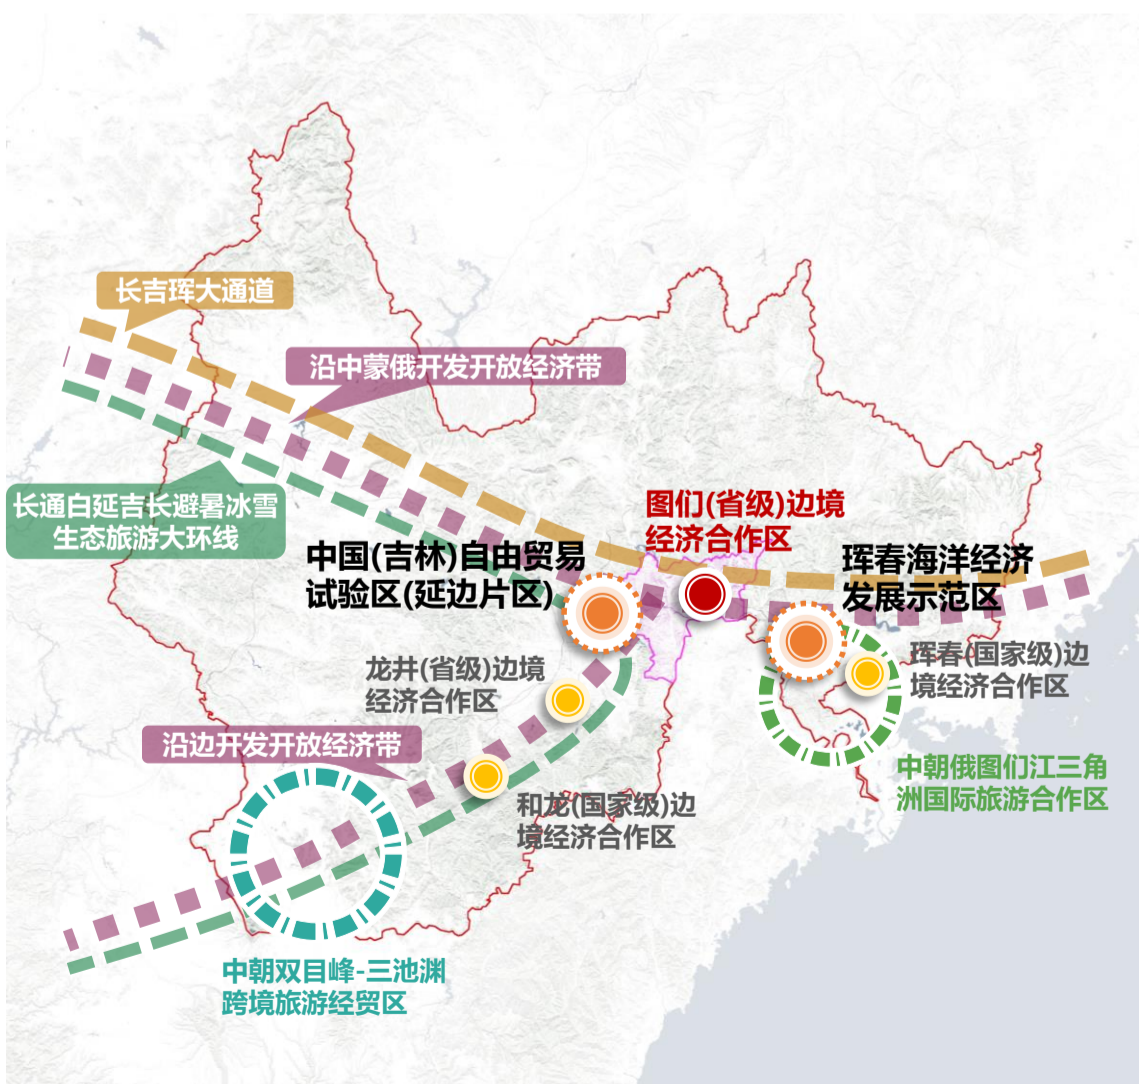 长吉珲大通道
沿中蒙俄开发开放经济带
长通白延吉长避暑冰雪
生态旅游大环线
图们(省级)边境
经济合作区
中国(吉林)自由贸易
试验区(延边片区)
珲春海洋经济
发展示范区
龙井(省级)边境
经济合作区
珲春(国家级)边
境经济合作区
沿边开发开放经济带
中朝俄图们江三角
洲国际旅游合作区
和龙(国家级)边
境经济合作区
中朝双目峰-三池渊
跨境旅游经贸区